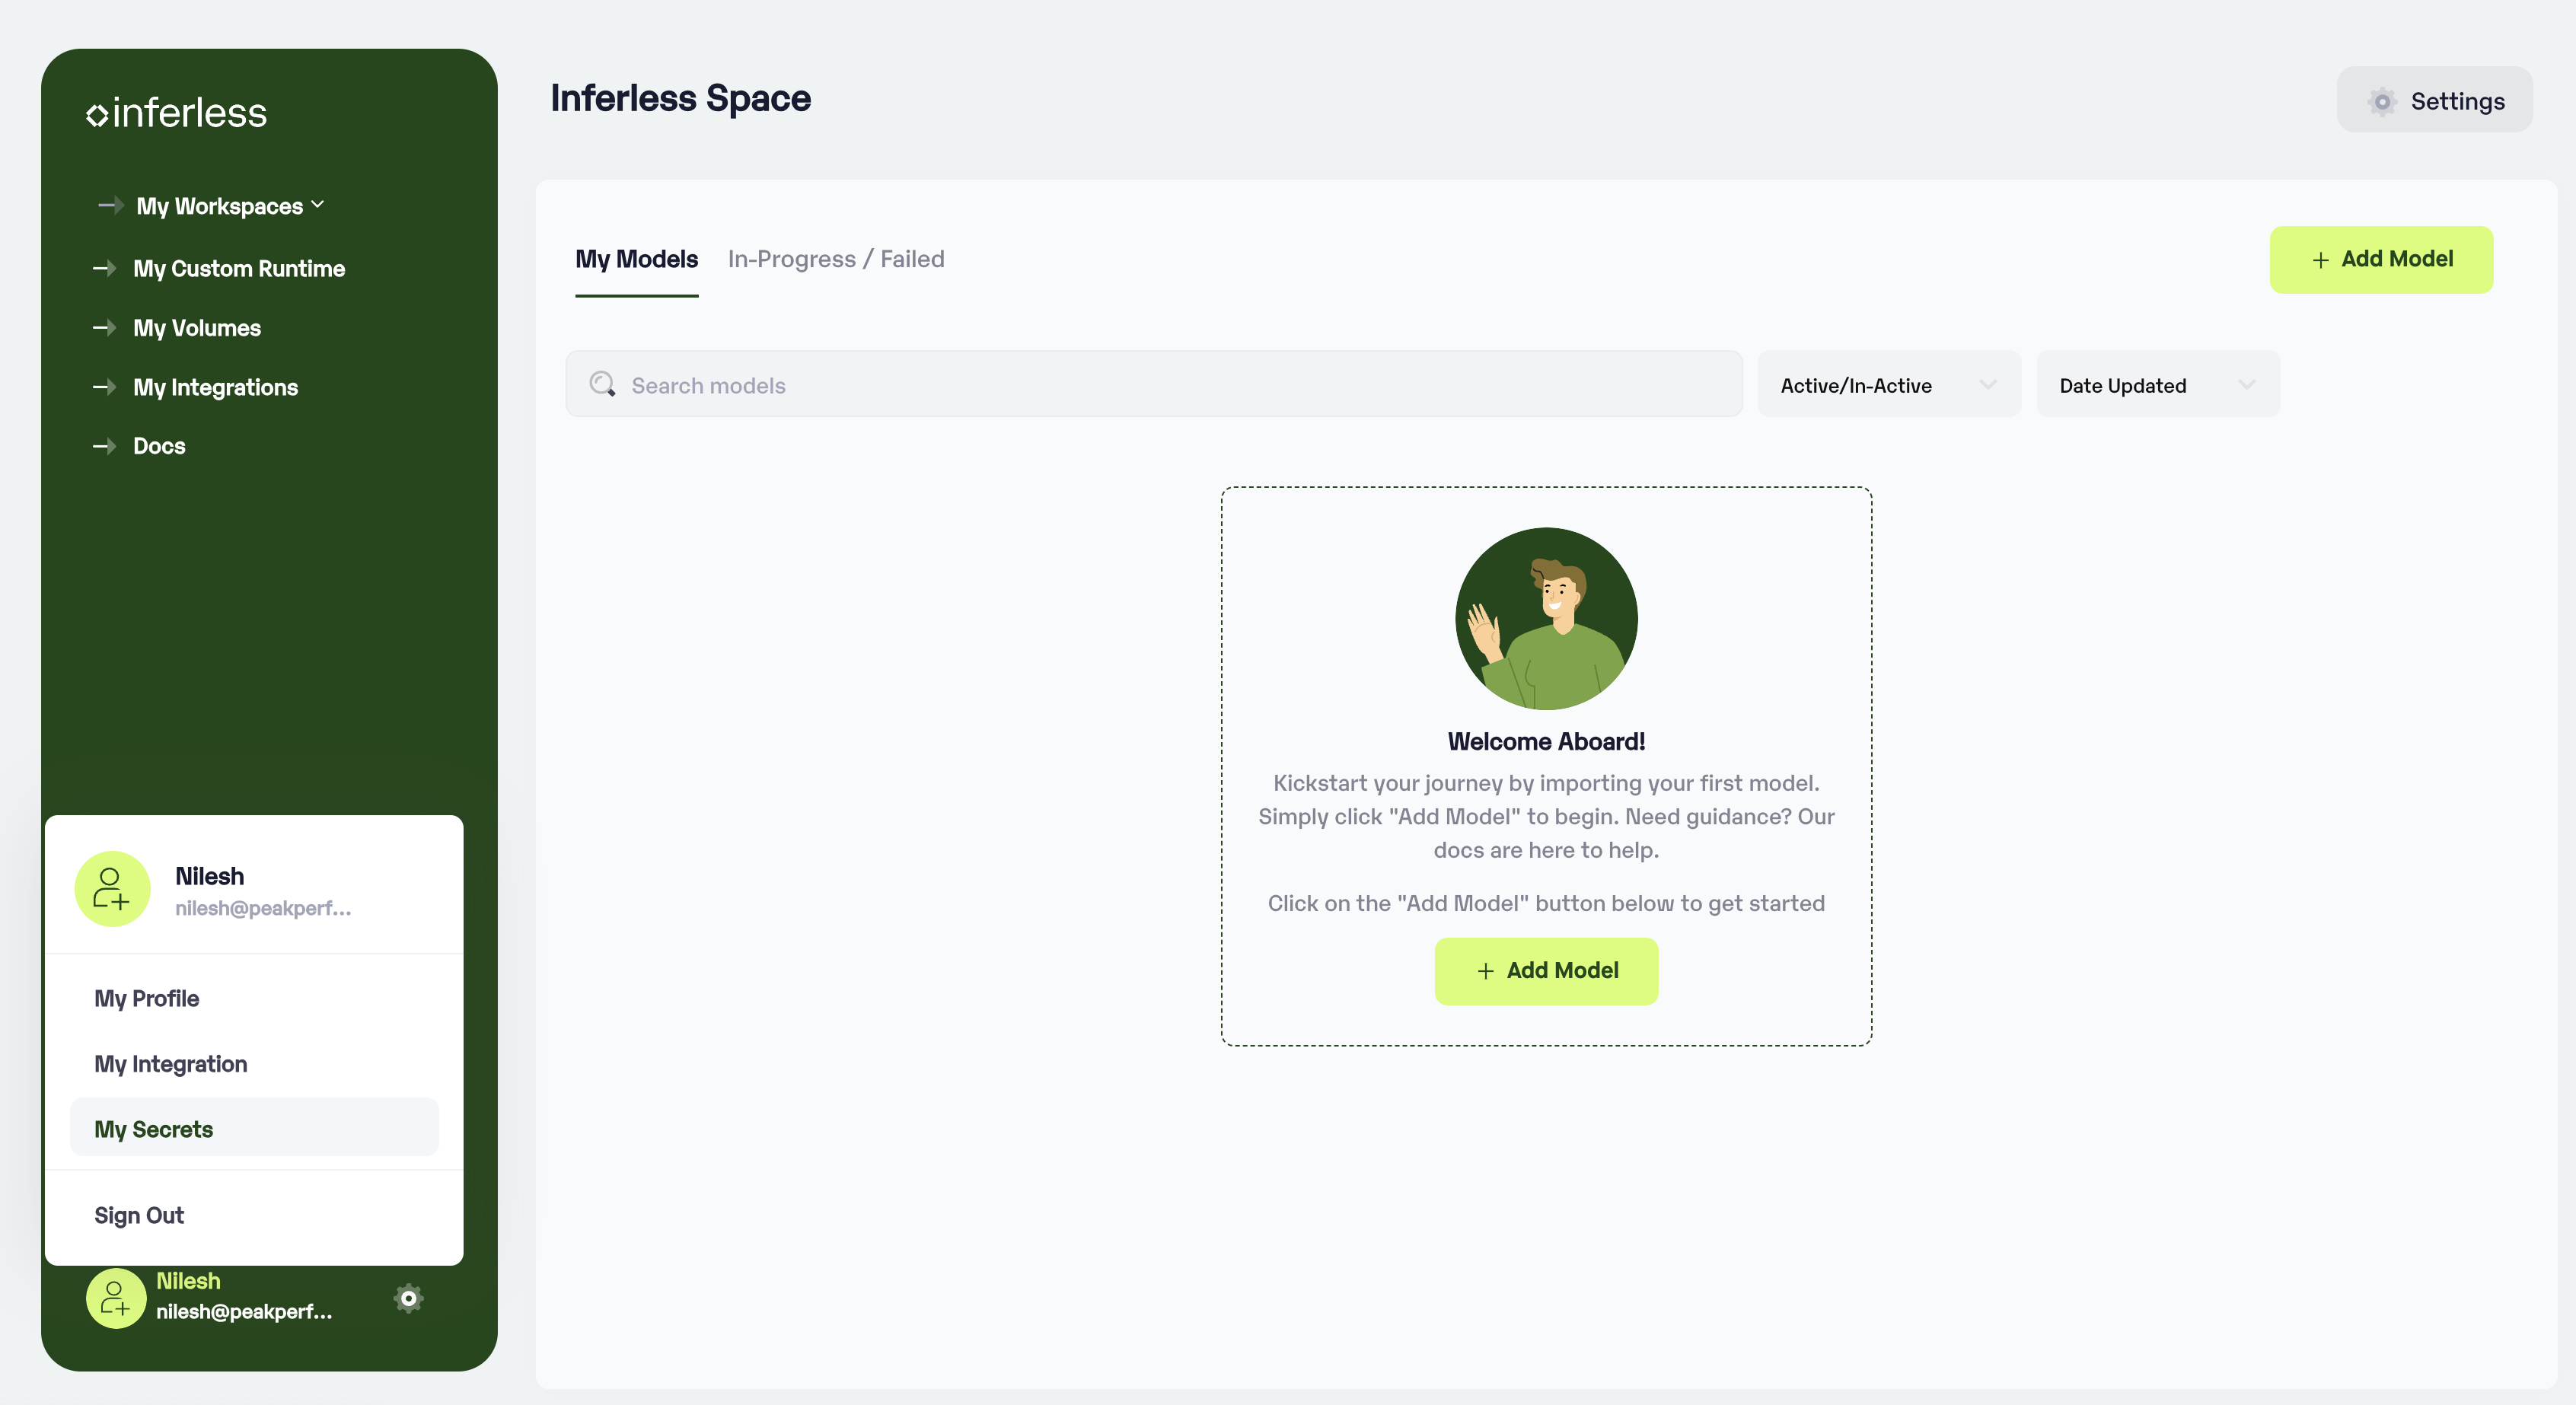 inferless
My Workspaces
My Custom Runtime
My Volumes
My Integrations
Docs
Nilesh
nilesh@peakperf...
My Profile
My Integration
My Secrets
Sign Out
Nilesh
nilesh@peakperf...
Inferless Space
Settings
My Models
In-Progress / Failed
+ Add Model
Search models
Active/In-Active
Date Updated
Welcome Aboard!
Kickstart your journey by importing your first model.
Simply click "Add Model" to begin. Need guidance? Our
docs are here to help.
Click on the "Add Model" button below to get started
+ Add Model